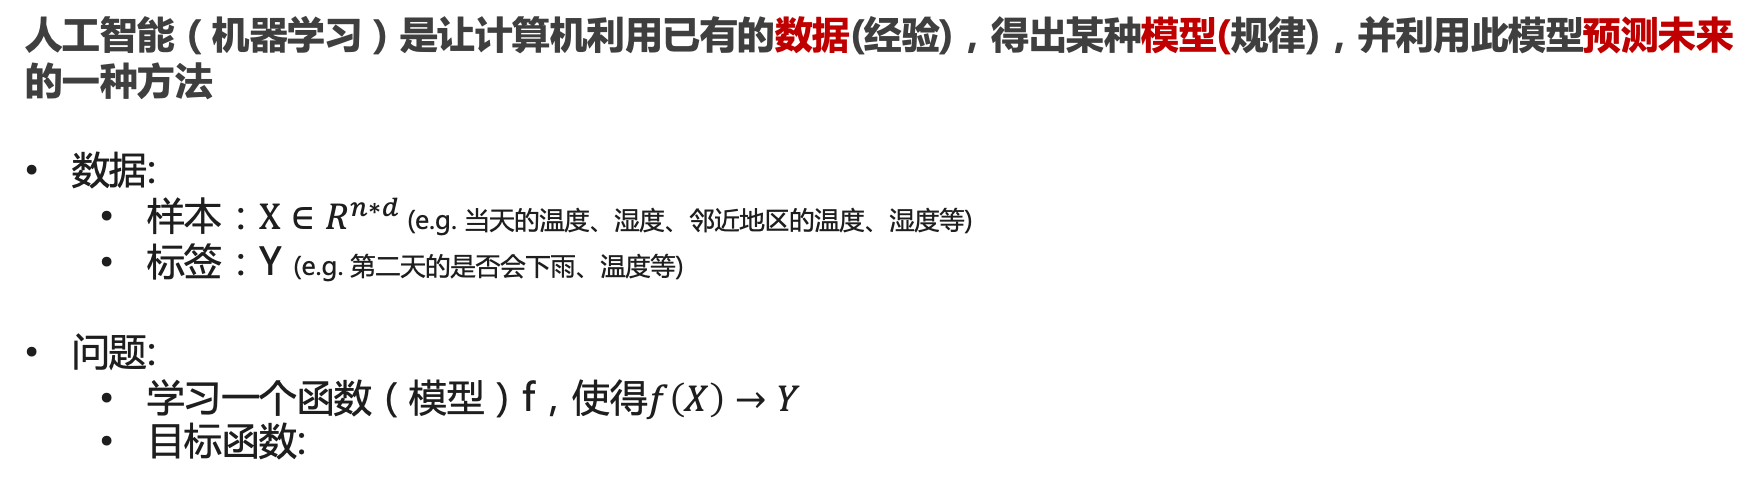 人工智能（机器学习）是让计算机利用已有的数据(经验)，得出某种模型(规律)，并利用此模型预测未来
的一种方法
• 数据:
• 样本：X ∈ Rⁿ*ᵈ (e.g. 当天的温度、湿度、邻近地区的温度、湿度等)
• 标签：Y (e.g. 第二天的是否会下雨、温度等)
• 问题:
• 学习一个函数（模型）f，使得f(X) → Y
• 目标函数: